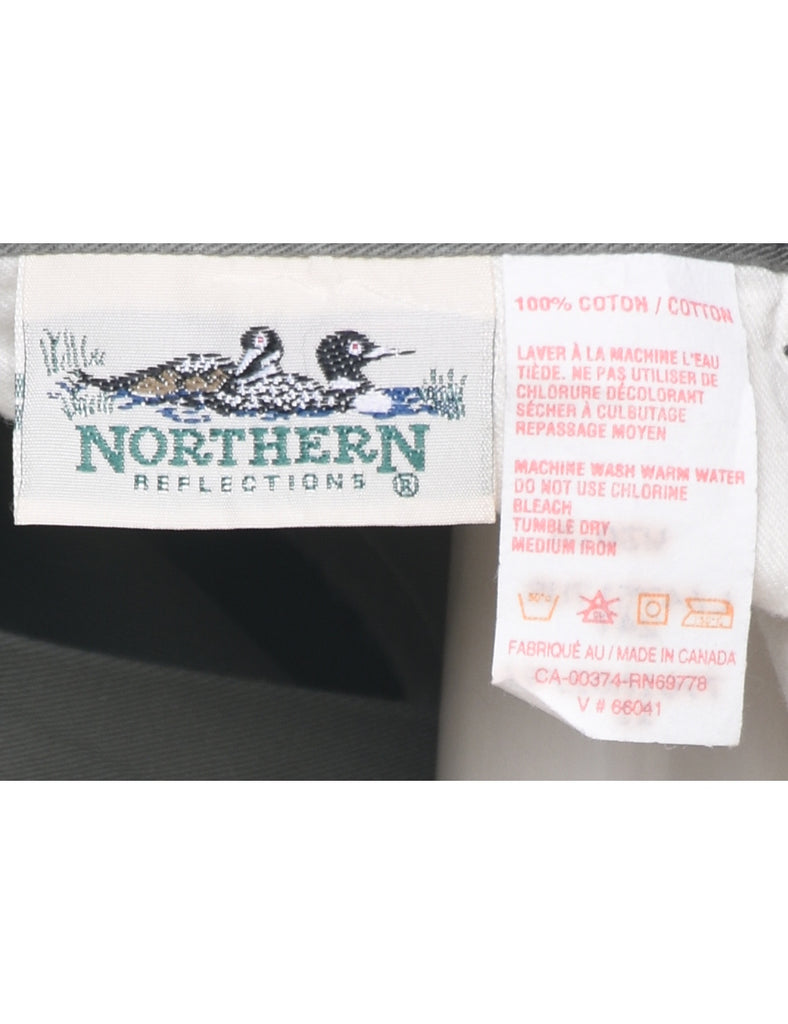 NORTHERN
REFLECTIONS ®
100% COTON / COTTON
LAVER À LA MACHINE L'EAU
TIÈDE. NE PAS UTILISER DE
CHLORURE DÉCOLORANT
SÉCHER À CULBUTAGE
REPASSAGE MOYEN
MACHINE WASH WARM WATER
DO NOT USE CHLORINE
BLEACH
TUMBLE DRY
MEDIUM IRON
50°C
CL
FABRIQUÉ AU / MADE IN CANADA
CA-00374-RN69778
V # 66041